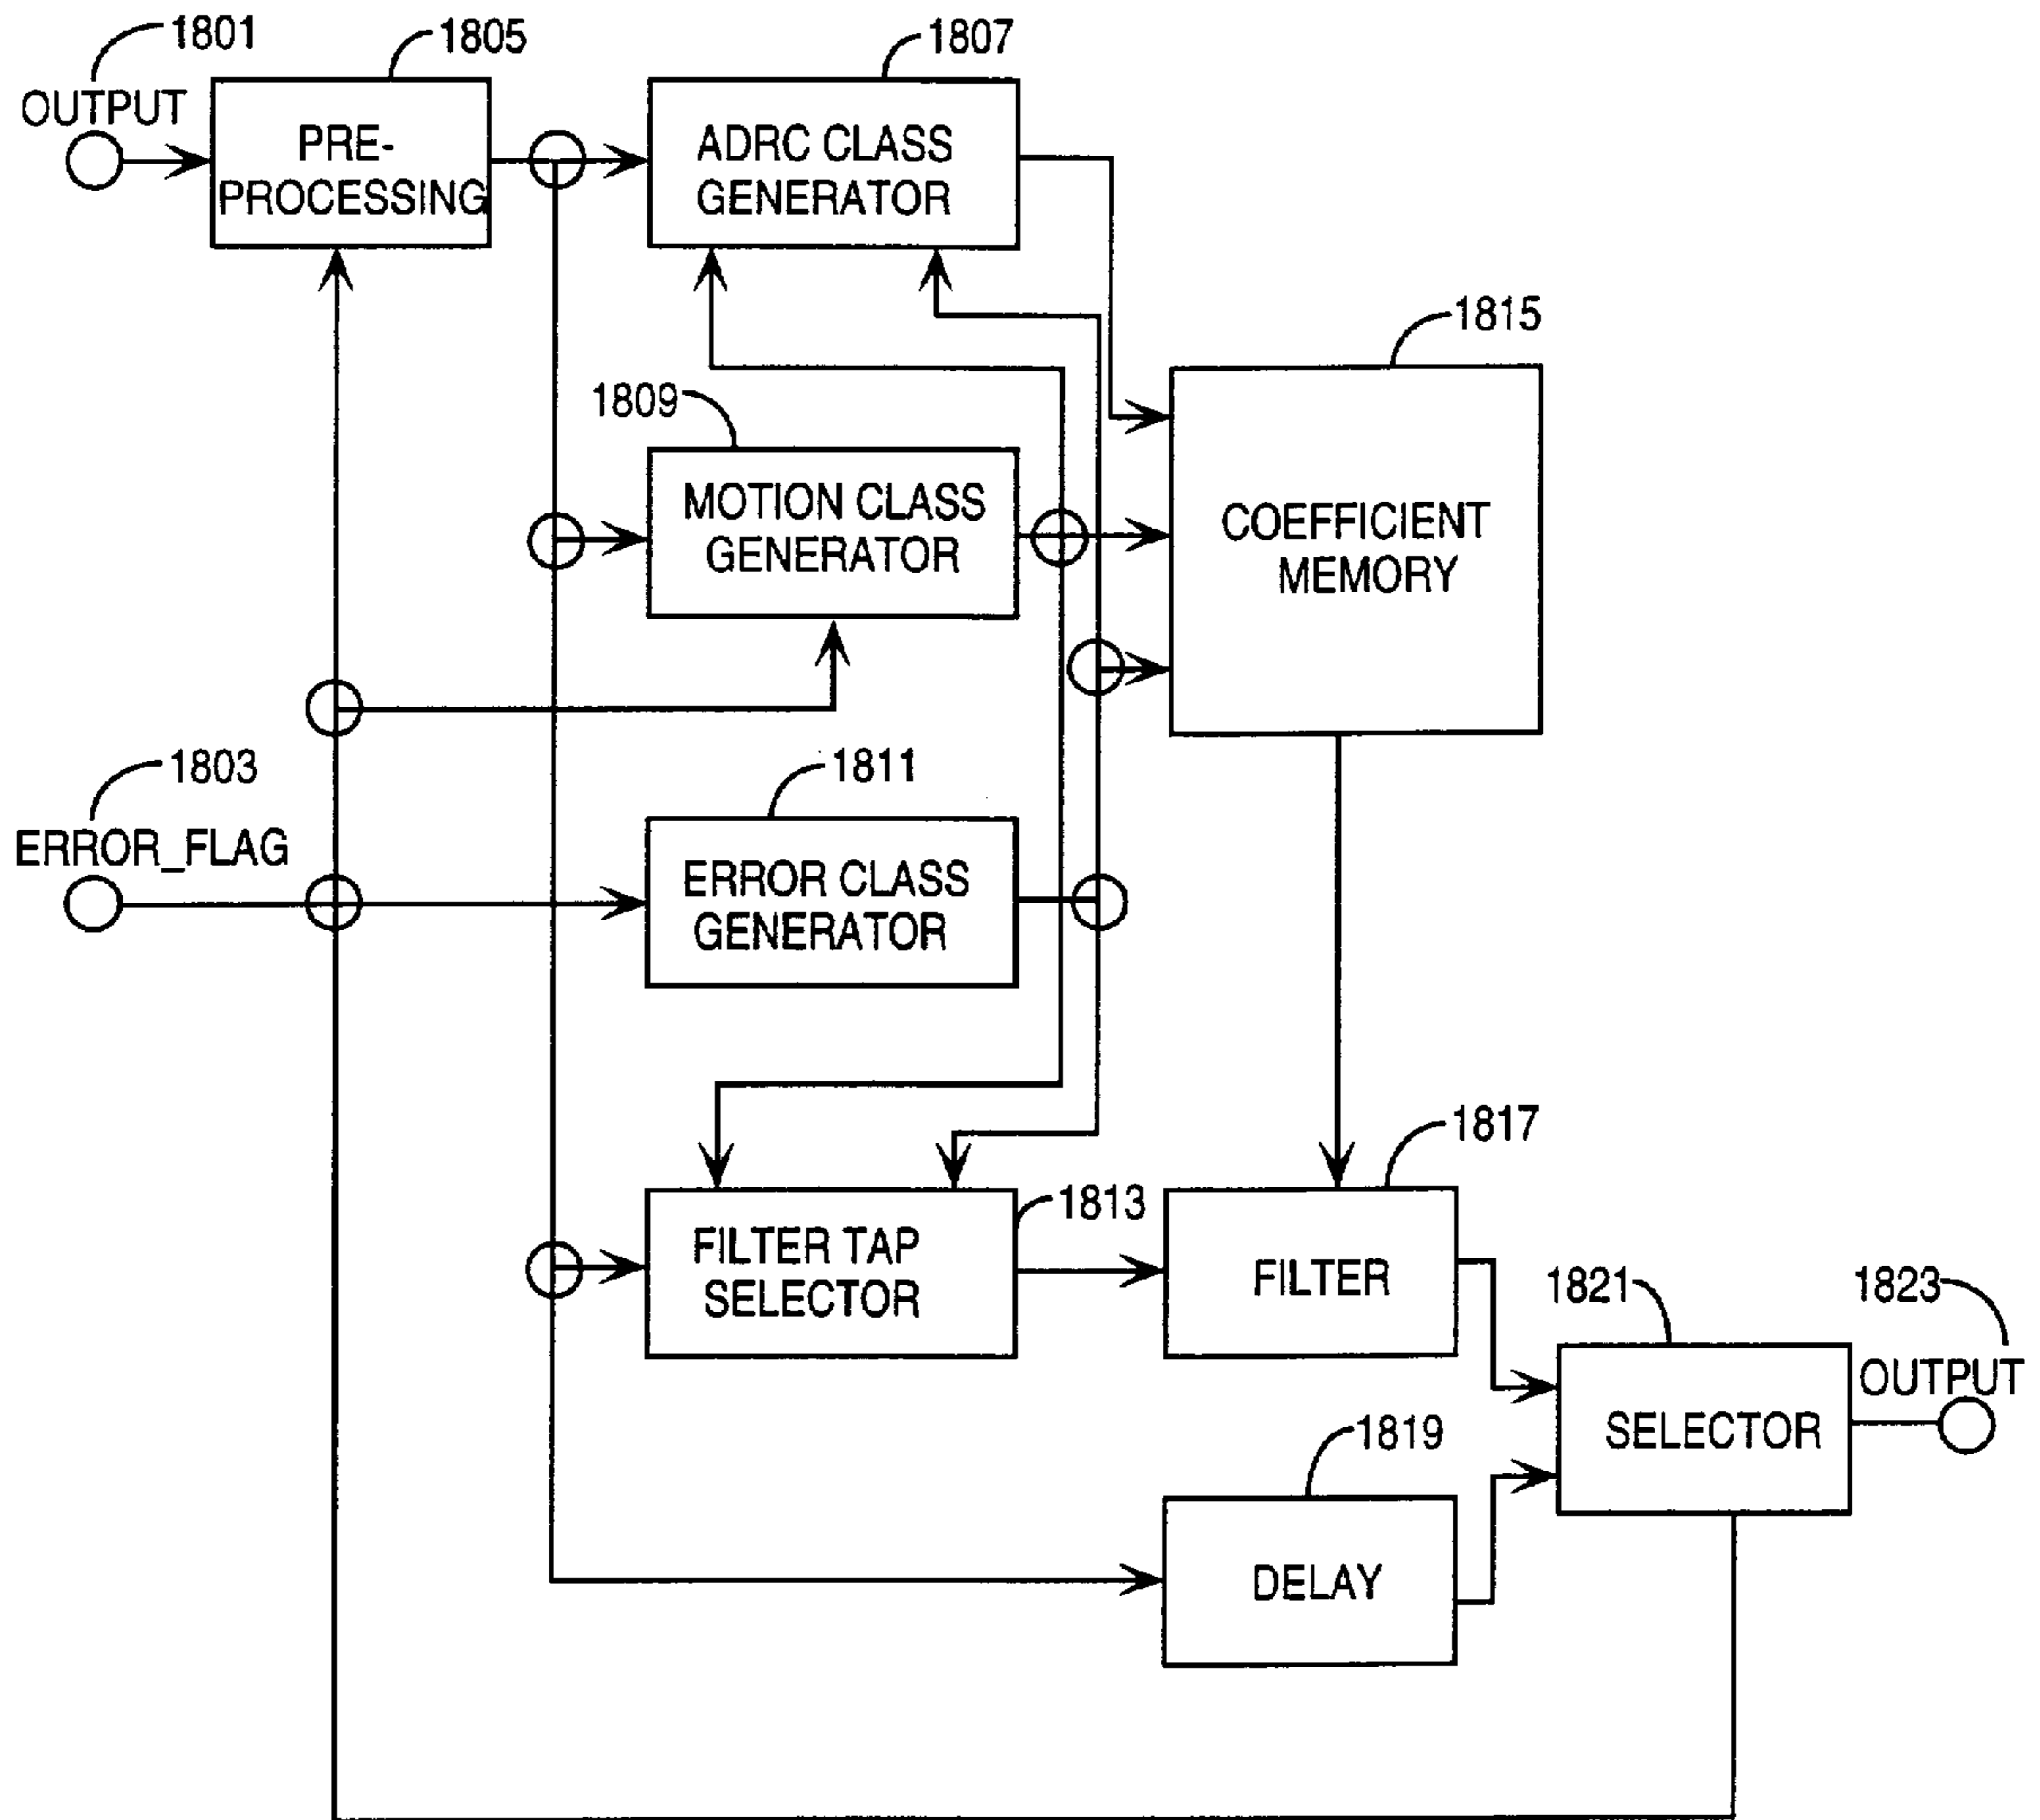 1801
OUTPUT
1805
PRE-
PROCESSING
1807
ADRC CLASS
GENERATOR
1815
COEFFICIENT
MEMORY
1809
MOTION CLASS
GENERATOR
1803
ERROR_FLAG
1811
ERROR CLASS
GENERATOR
1813
FILTER TAP
SELECTOR
1817
FILTER
1821
SELECTOR
1823
OUTPUT
1819
DELAY